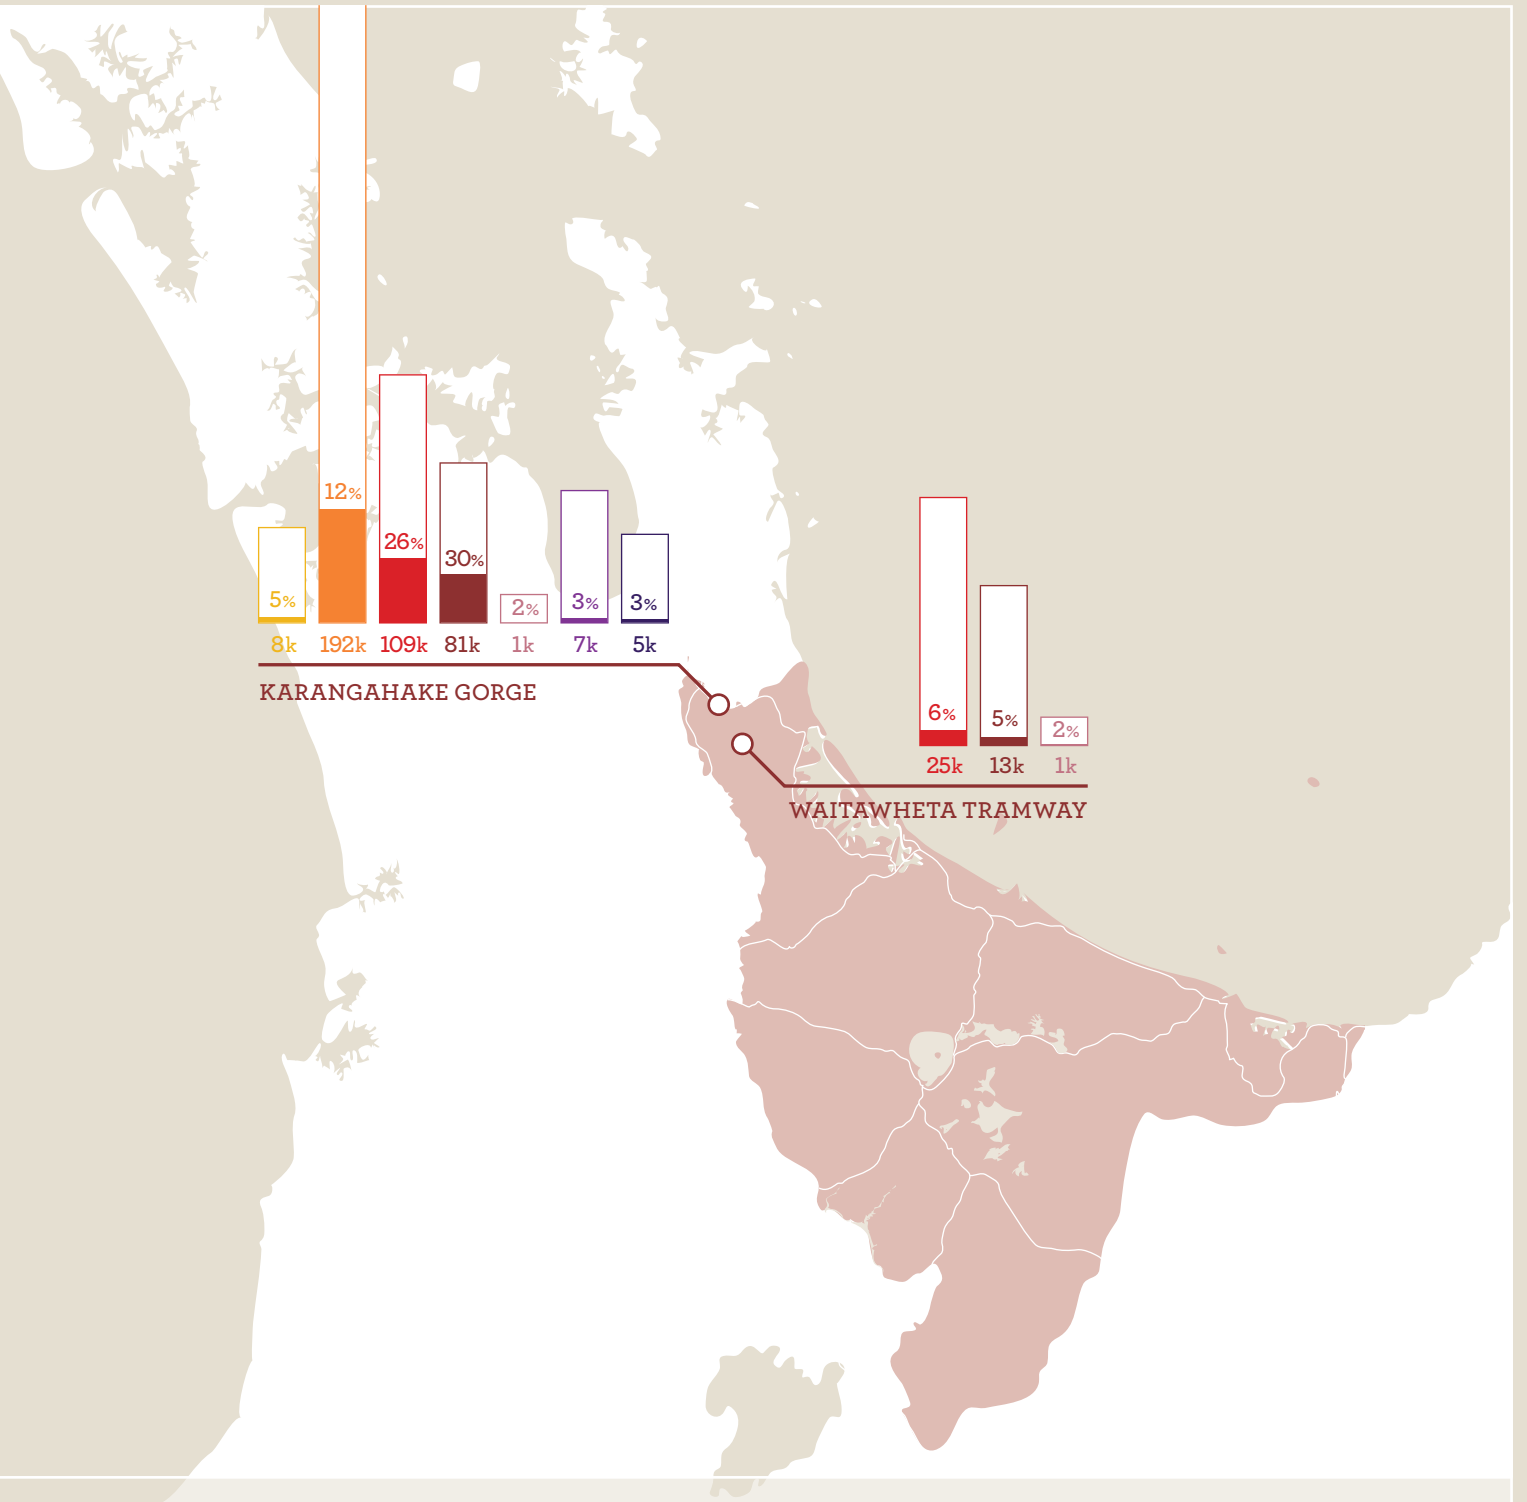 12%
26%
30%
5%
2%
3%
3%
8k
192k
109k
81k
1k
7k
5k
KARANGAHAKE GORGE
6%
5%
2%
25k
13k
1k
WAITAWHETA TRAMWAY